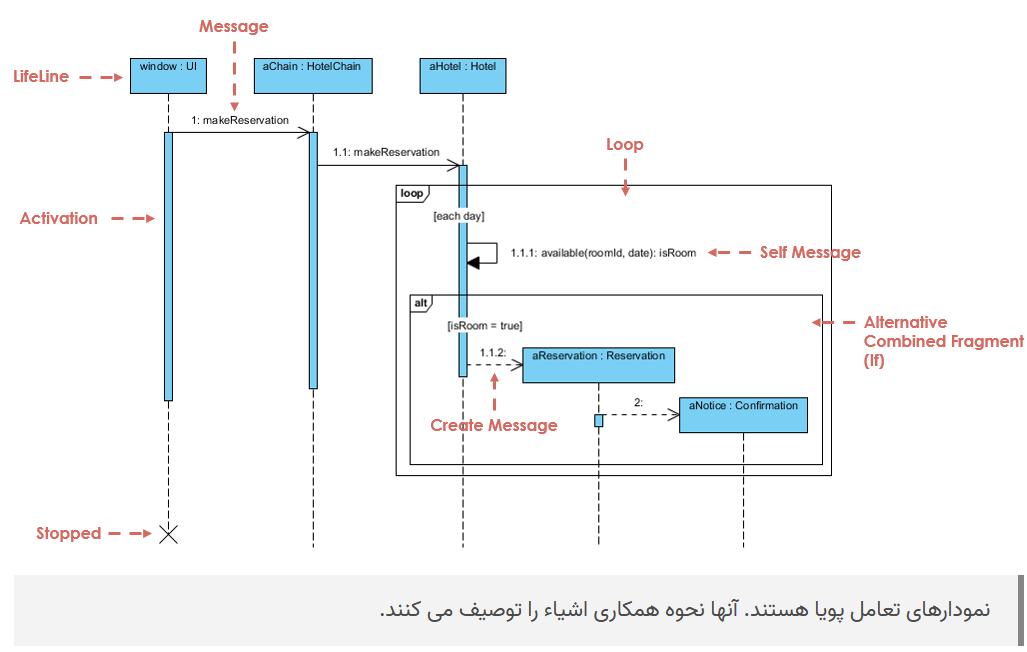 Message
LifeLine
window : UI
aChain : HotelChain
aHotel : Hotel
1: makeReservation
1.1: makeReservation
Loop
loop
[each day]
Activation
1.1.1: available(roomId, date): isRoom
Self Message
alt
[isRoom = true]
Alternative
Combined Fragment
(If)
1.1.2:
aReservation : Reservation
2:
aNotice : Confirmation
Create Message
Stopped
نمودارهای تعامل پویا هستند. آنها نحوه همکاری اشیاء را توصیف می کنند.